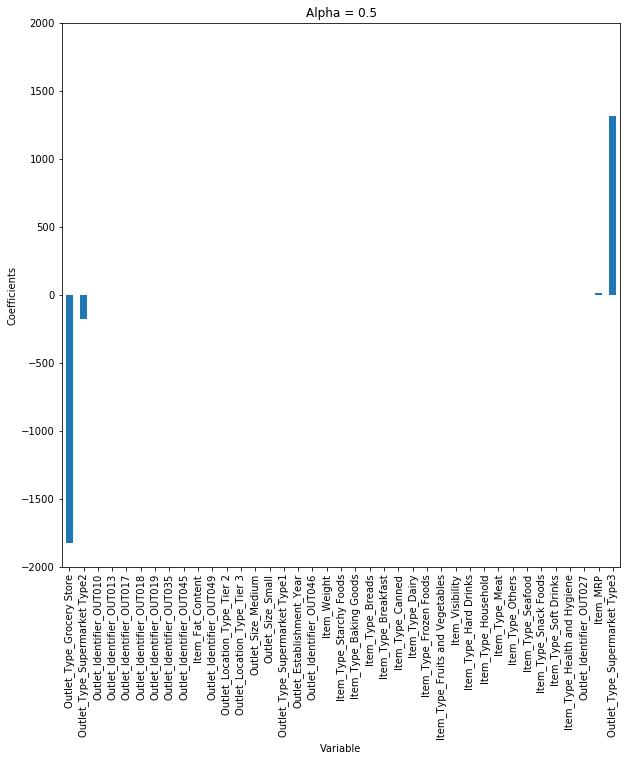 Alpha = 0.5
2000
1500
1000
500
0
−500
−1000
−1500
−2000
Coefficients
Outlet_Type_Grocery Store
Outlet_Type_Supermarket Type2
Outlet_Identifier_OUT010
Outlet_Identifier_OUT013
Outlet_Identifier_OUT017
Outlet_Identifier_OUT018
Outlet_Identifier_OUT019
Outlet_Identifier_OUT035
Outlet_Identifier_OUT045
Item_Fat_Content
Outlet_Identifier_OUT049
Outlet_Location_Type_Tier 2
Outlet_Location_Type_Tier 3
Outlet_Size_Medium
Outlet_Size_Small
Outlet_Type_Supermarket Type1
Outlet_Establishment_Year
Outlet_Identifier_OUT046
Item_Weight
Item_Type_Starchy Foods
Item_Type_Baking Goods
Item_Type_Breads
Item_Type_Breakfast
Item_Type_Canned
Item_Type_Dairy
Item_Type_Frozen Foods
Item_Type_Fruits and Vegetables
Item_Visibility
Item_Type_Hard Drinks
Item_Type_Household
Item_Type_Meat
Item_Type_Others
Item_Type_Seafood
Item_Type_Snack Foods
Item_Type_Soft Drinks
Item_Type_Health and Hygiene
Outlet_Identifier_OUT027
Item_MRP
Outlet_Type_Supermarket Type3
Variable